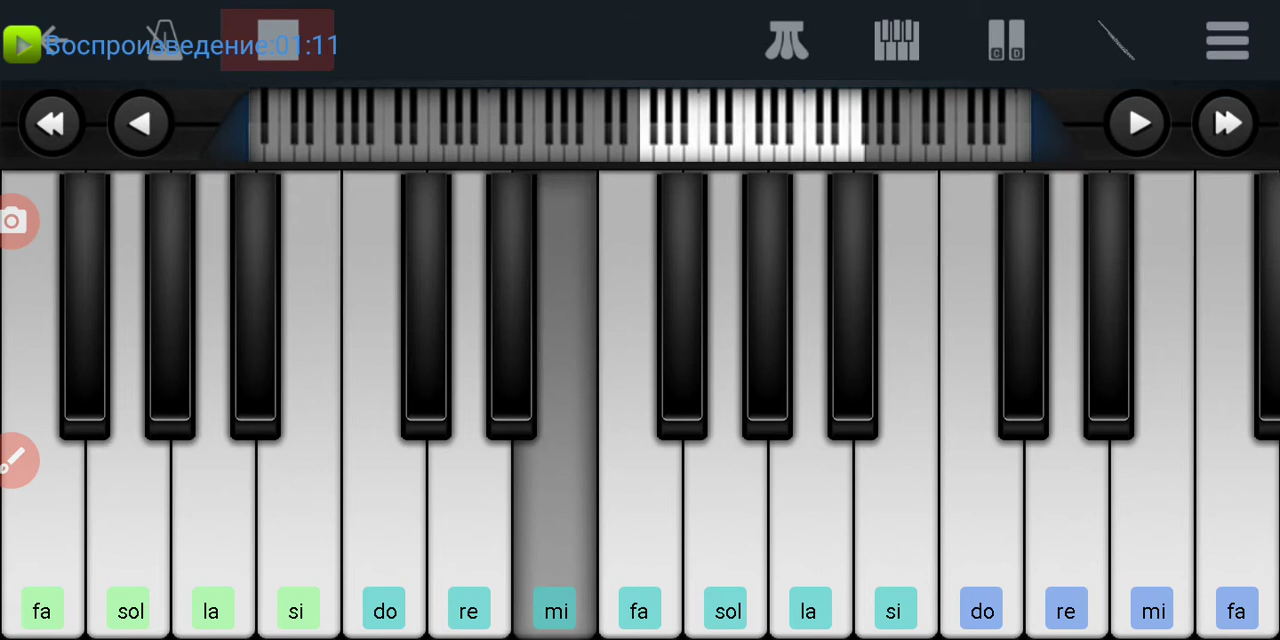 Воспроизведение:01:11
C D
fa sol la si do re mi fa sol la si do re mi fa